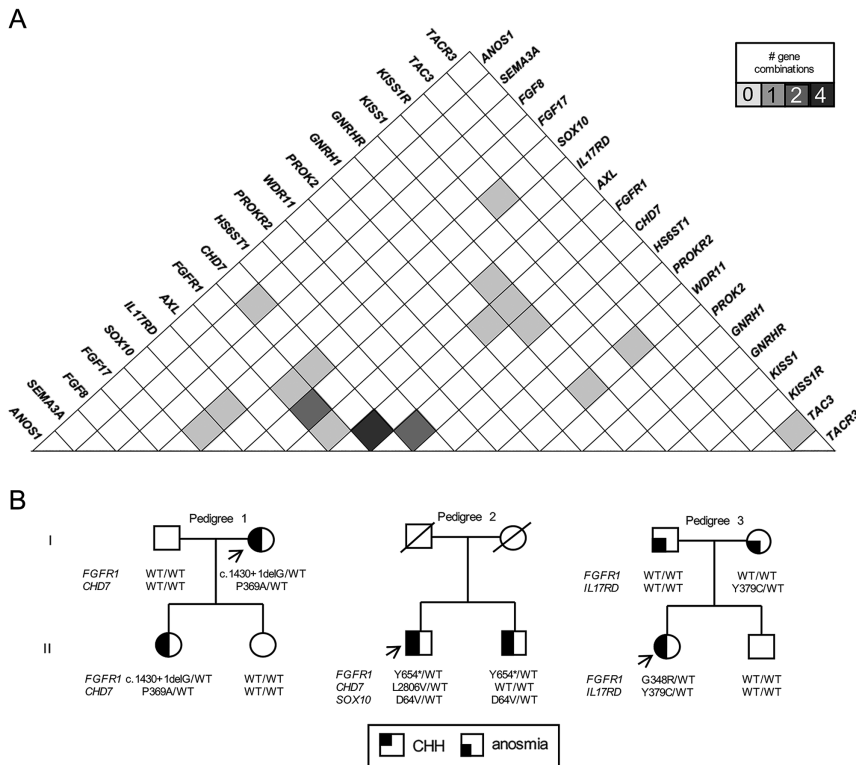 A
TACR3
TAC3
KISS1R
KISS1
GNRHR
GNRH1
PROK2
WDR11
PROKR2
HS6ST1
CHD7
FGFR1
AXL
IL17RD
SOX10
FGF17
FGF8
SEMA3A
ANOS1
ANOS1
SEMA3A
FGF8
FGF17
SOX10
IL17RD
AXL
FGFR1
CHD7
HS6ST1
PROKR2
WDR11
PROK2
GNRH1
GNRHR
KISS1
KISS1R
TAC3
TACR3
# gene
combinations
0 1 2 4
B
Pedigree 1
Pedigree 2
Pedigree 3
I
FGFR1 WT/WT c.1430+1delG/WT
CHD7 WT/WT P369A/WT
FGFR1 WT/WT WT/WT
IL17RD WT/WT Y379C/WT
II
FGFR1 c.1430+1delG/WT WT/WT
CHD7 P369A/WT WT/WT
FGFR1 Y654*/WT Y654*/WT
CHD7 L2806V/WT WT/WT
SOX10 D64V/WT D64V/WT
FGFR1 G348R/WT WT/WT
IL17RD Y379C/WT WT/WT
CHH anosmia